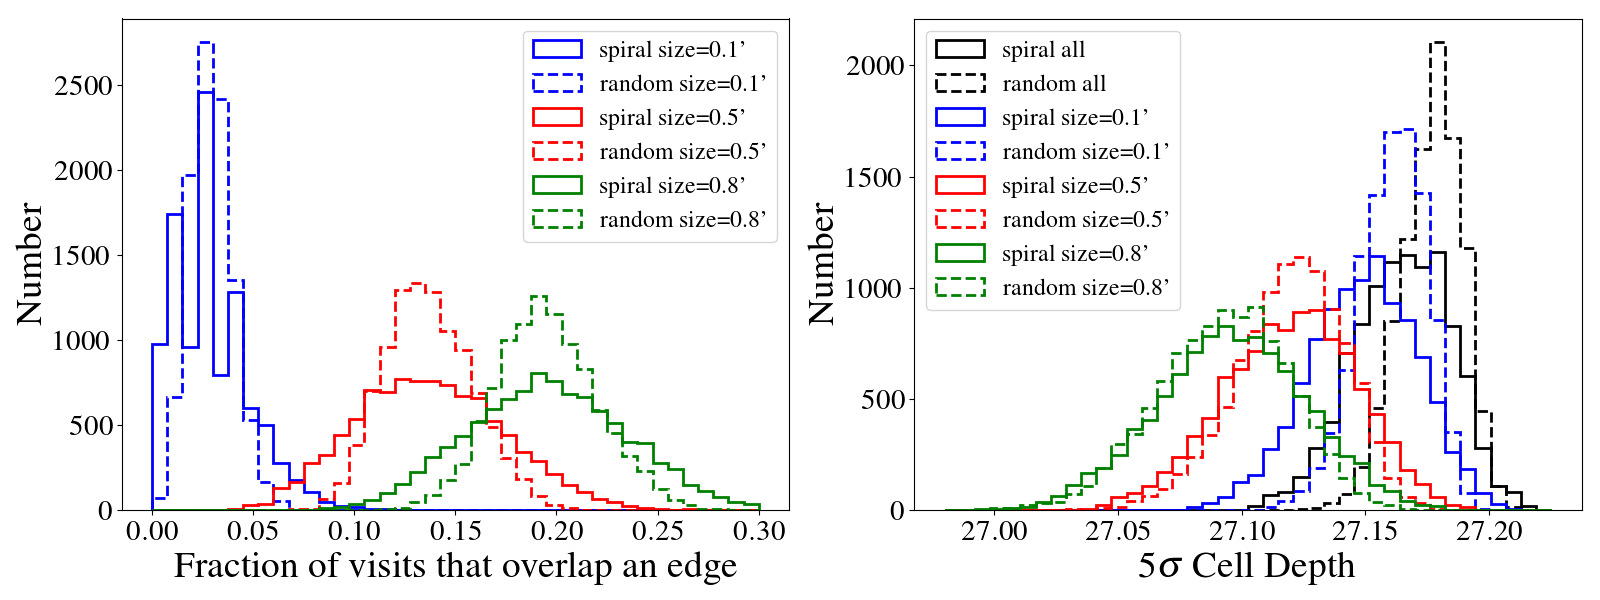 Number
2500
2000
1500
1000
500
0
0.00 0.05 0.10 0.15 0.20 0.25 0.30
Fraction of visits that overlap an edge
spiral size=0.1’
random size=0.1’
spiral size=0.5’
random size=0.5’
spiral size=0.8’
random size=0.8’
Number
2000
1500
1000
500
0
27.00 27.05 27.10 27.15 27.20
5σ Cell Depth
spiral all
random all
spiral size=0.1’
random size=0.1’
spiral size=0.5’
random size=0.5’
spiral size=0.8’
random size=0.8’